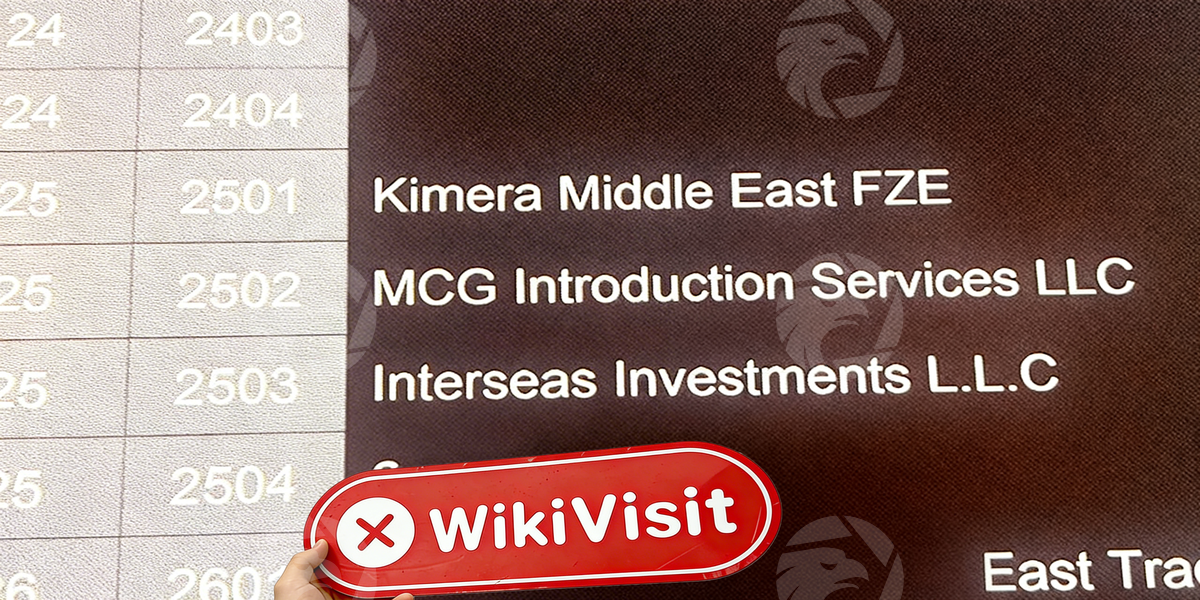 24 2403
24 2404
25 2501 Kimera Middle East FZE
25 2502 MCG Introduction Services LLC
25 2503 Interseas Investments L.L.C
25 2504
WikiVisit
26
East